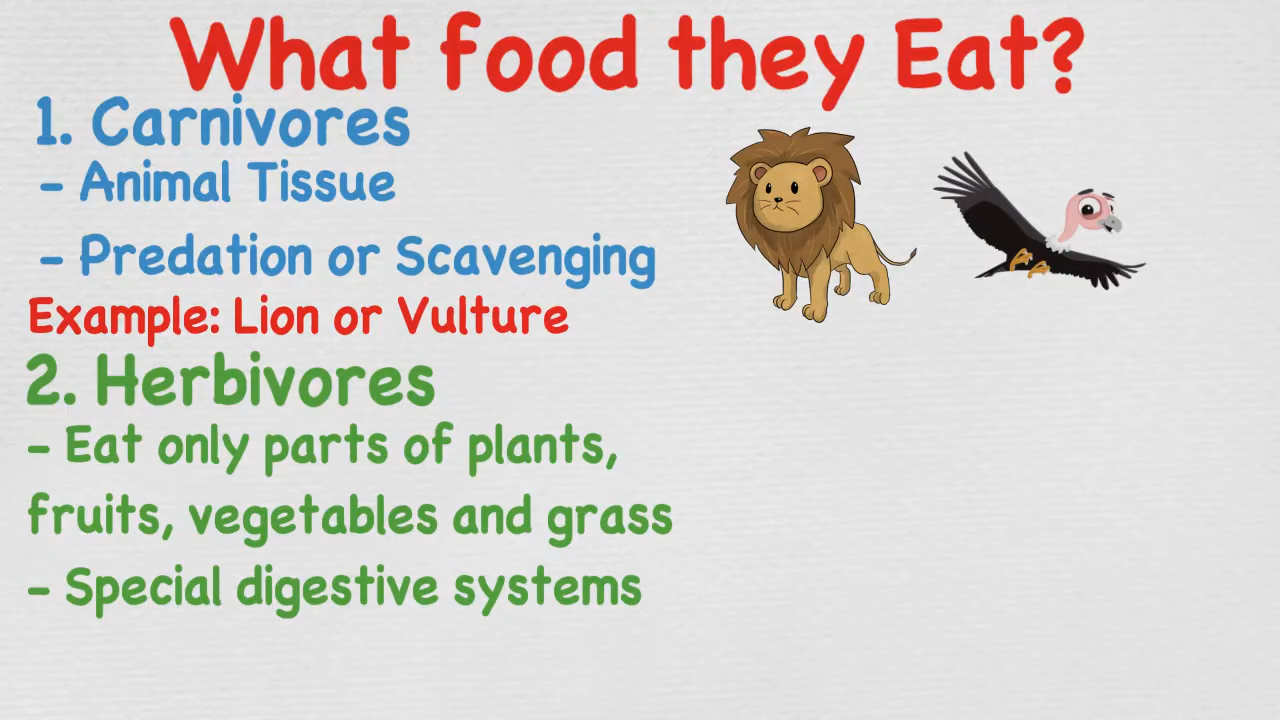 What food they Eat?
1. Carnivores
- Animal Tissue
- Predation or Scavenging
Example: Lion or Vulture
2. Herbivores
- Eat only parts of plants,
fruits, vegetables and grass
- Special digestive systems